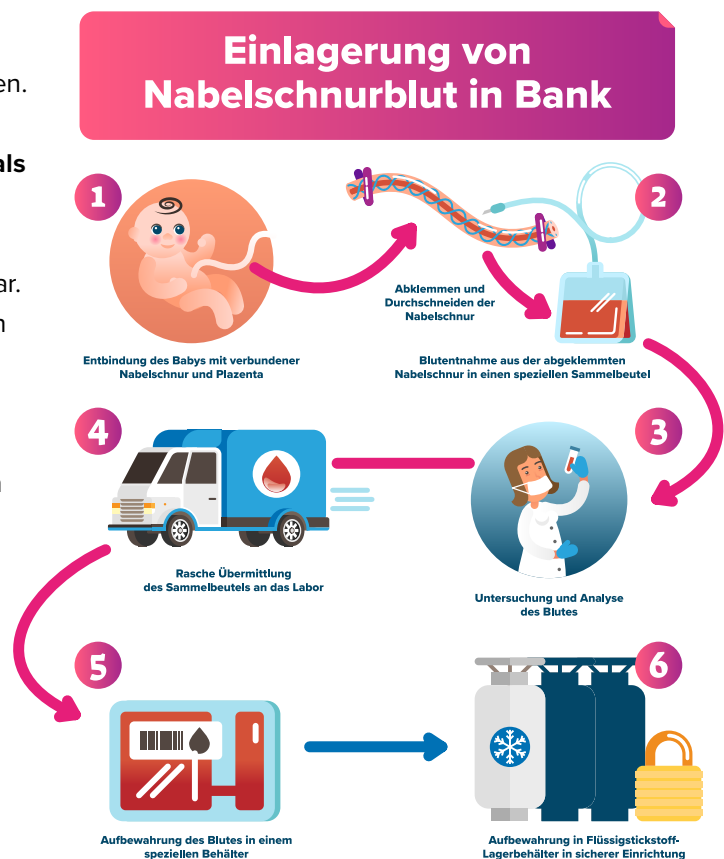 en.
als
ar.
n
n
Einlagerung von
Nabelschnurblut in Bank
1
Entbindung des Babys mit verbundener
Nabelschnur und Plazenta
Abklemmen und
Durchschneiden der
Nabelschnur
2
Blutentnahme aus der abgeklemmten
Nabelschnur in einen speziellen Sammelbeutel
3
Untersuchung und Analyse
des Blutes
4
Rasche Übermittlung
des Sammelbeutels an das Labor
5
Aufbewahrung des Blutes in einem
speziellen Behälter
6
Aufbewahrung in Flüssigstickstoff-
Lagerbehälter in sicherer Einrichtung